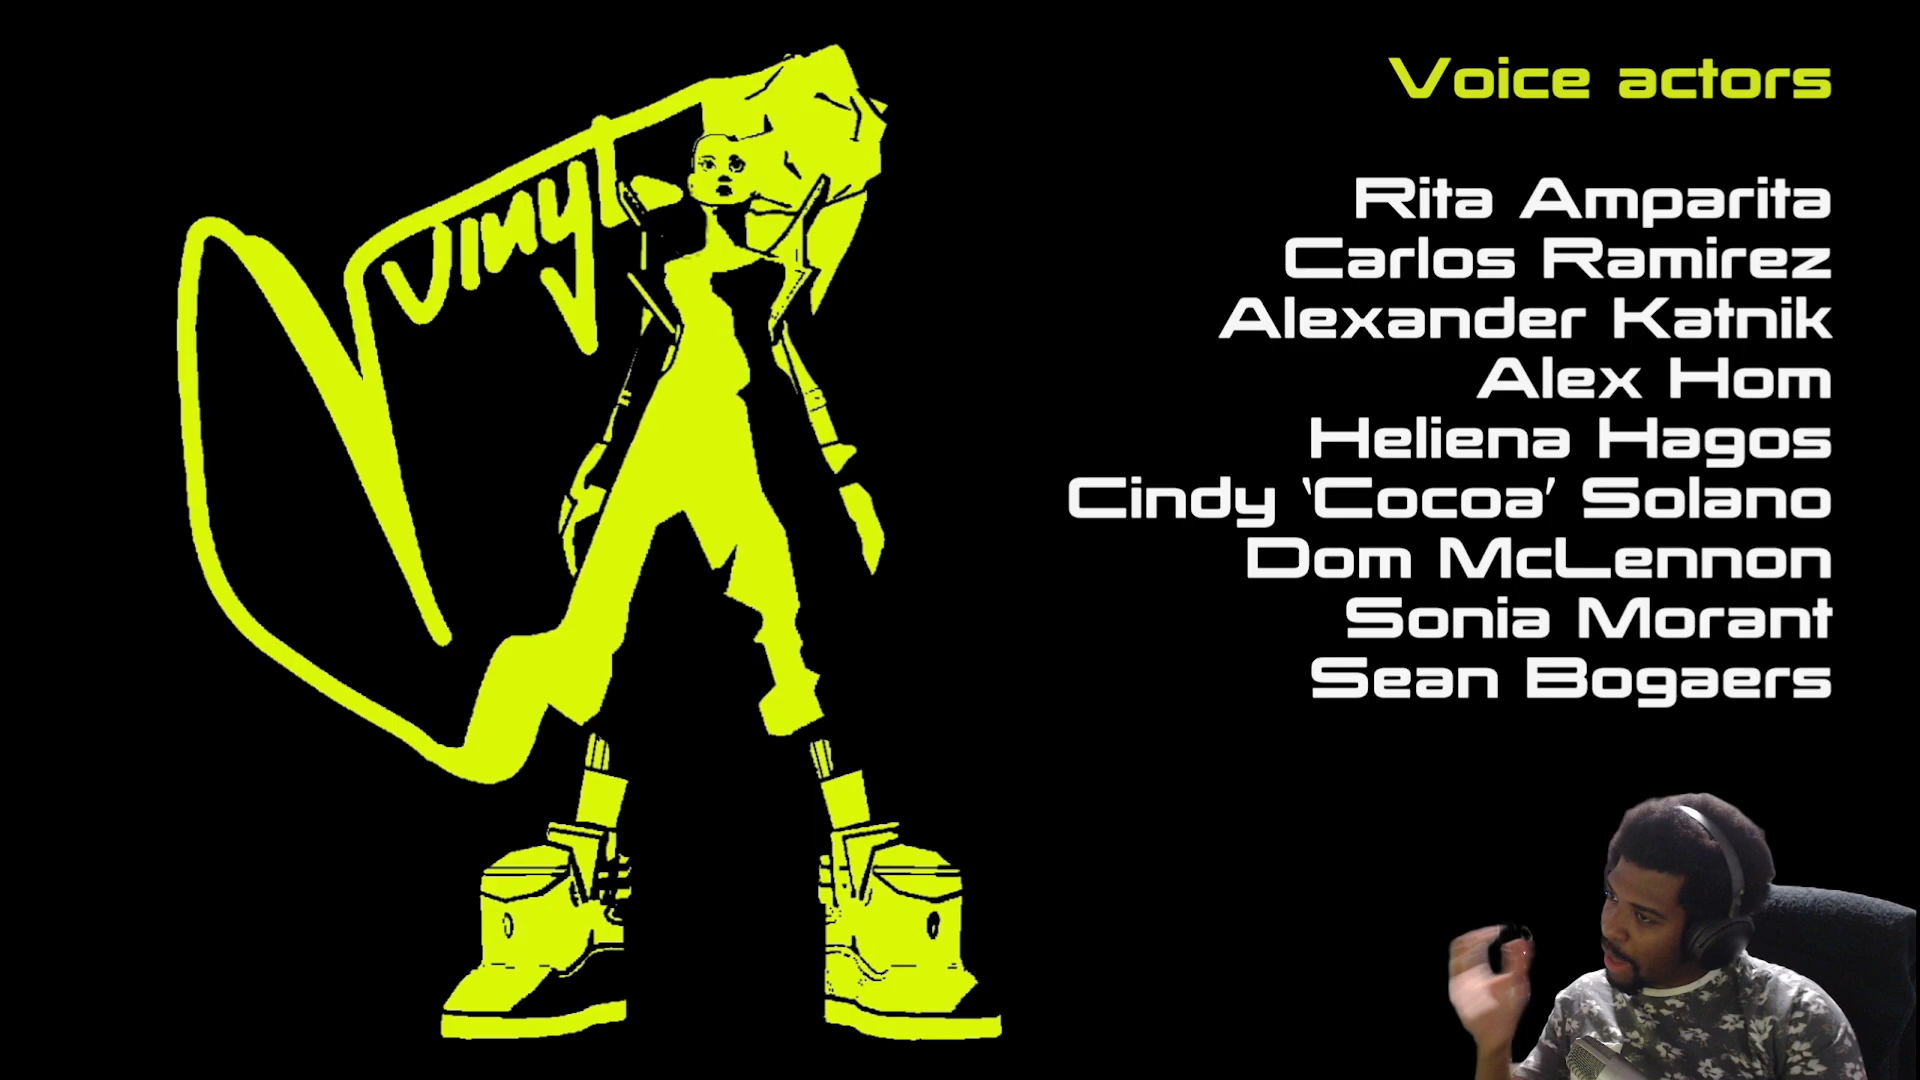 Vinyl
Voice actors
Rita Amparita
Carlos Ramirez
Alexander Katnik
Alex Hom
Heliena Hagos
Cindy ‘Cocoa’ Solano
Dom McLennon
Sonia Morant
Sean Bogaers